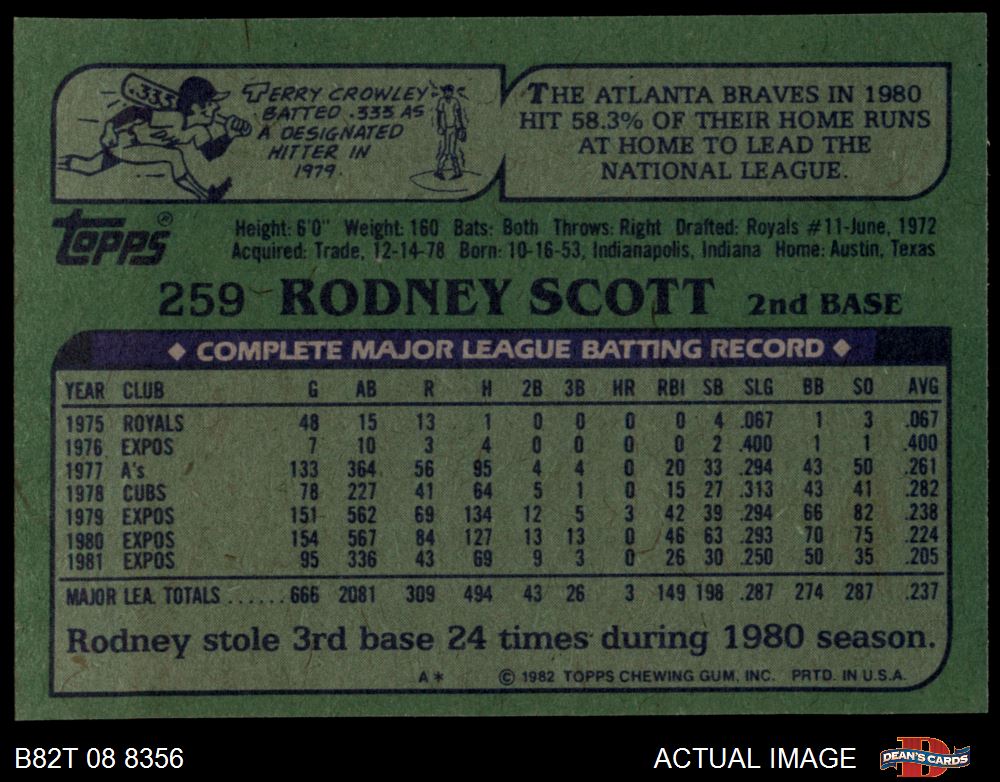 .333
TERRY CROWLEY
BATTED .333 AS
A DESIGNATED
HITTER IN
1979.
THE ATLANTA BRAVES IN 1980
HIT 58.3% OF THEIR HOME RUNS
AT HOME TO LEAD THE
NATIONAL LEAGUE.
Topps®
Height: 6'0" Weight: 160 Bats: Both Throws: Right Drafted: Royals #11-June, 1972
Acquired: Trade, 12-14-78 Born: 10-16-53, Indianapolis, Indiana Home: Austin, Texas
259 RODNEY SCOTT 2nd BASE
◆ COMPLETE MAJOR LEAGUE BATTING RECORD ◆
YEAR CLUB G AB R H 2B 3B HR RBI SB SLG BB SO AVG
1975 ROYALS 48 15 13 1 0 0 0 0 4 .067 1 3 .067
1976 EXPOS 7 10 3 4 0 0 0 0 2 .400 1 1 .400
1977 A's 133 364 56 95 4 4 0 20 33 .294 43 50 .261
1978 CUBS 78 227 41 64 5 1 0 15 27 .313 43 41 .282
1979 EXPOS 151 562 69 134 12 5 3 42 39 .294 66 82 .238
1980 EXPOS 154 567 84 127 13 13 0 46 63 .293 70 75 .224
1981 EXPOS 95 336 43 69 9 3 0 26 30 .250 50 35 .205
MAJOR LEA. TOTALS ......666 2081 309 494 43 26 3 149 198 .287 274 287 .237
Rodney stole 3rd base 24 times during 1980 season.
A* © 1982 TOPPS CHEWING GUM, INC. PRTD. IN U.S.A.
B82T 08 8356 ACTUAL IMAGE D DEAN'S CARDS